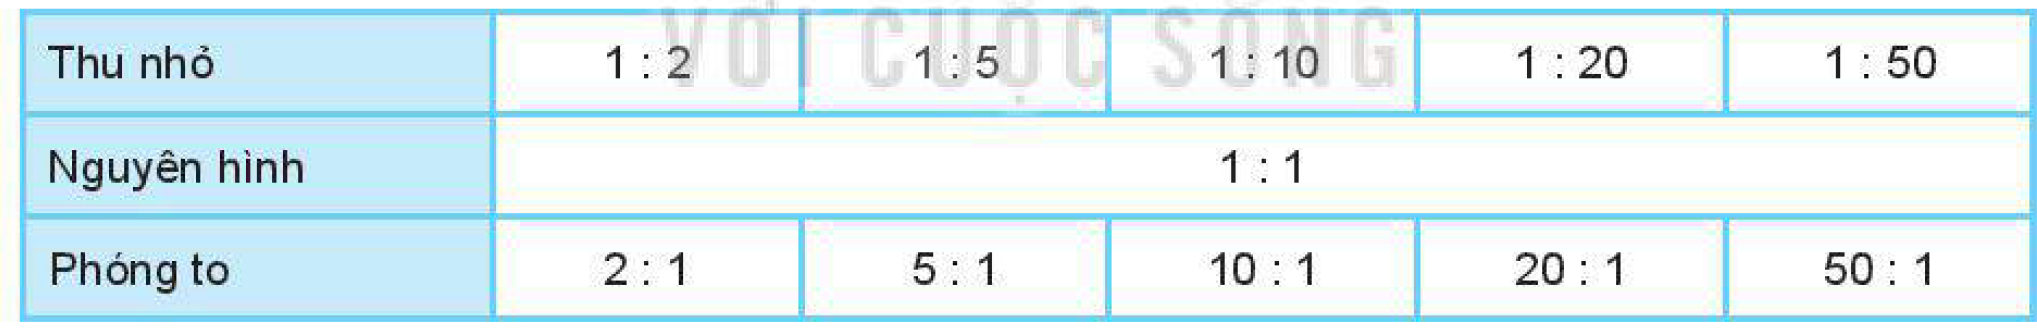 VỚI CUỘC SỐNG
Thu nhỏ 1 : 2 1 : 5 1 : 10 1 : 20 1 : 50
Nguyên hình 1 : 1
Phóng to 2 : 1 5 : 1 10 : 1 20 : 1 50 : 1